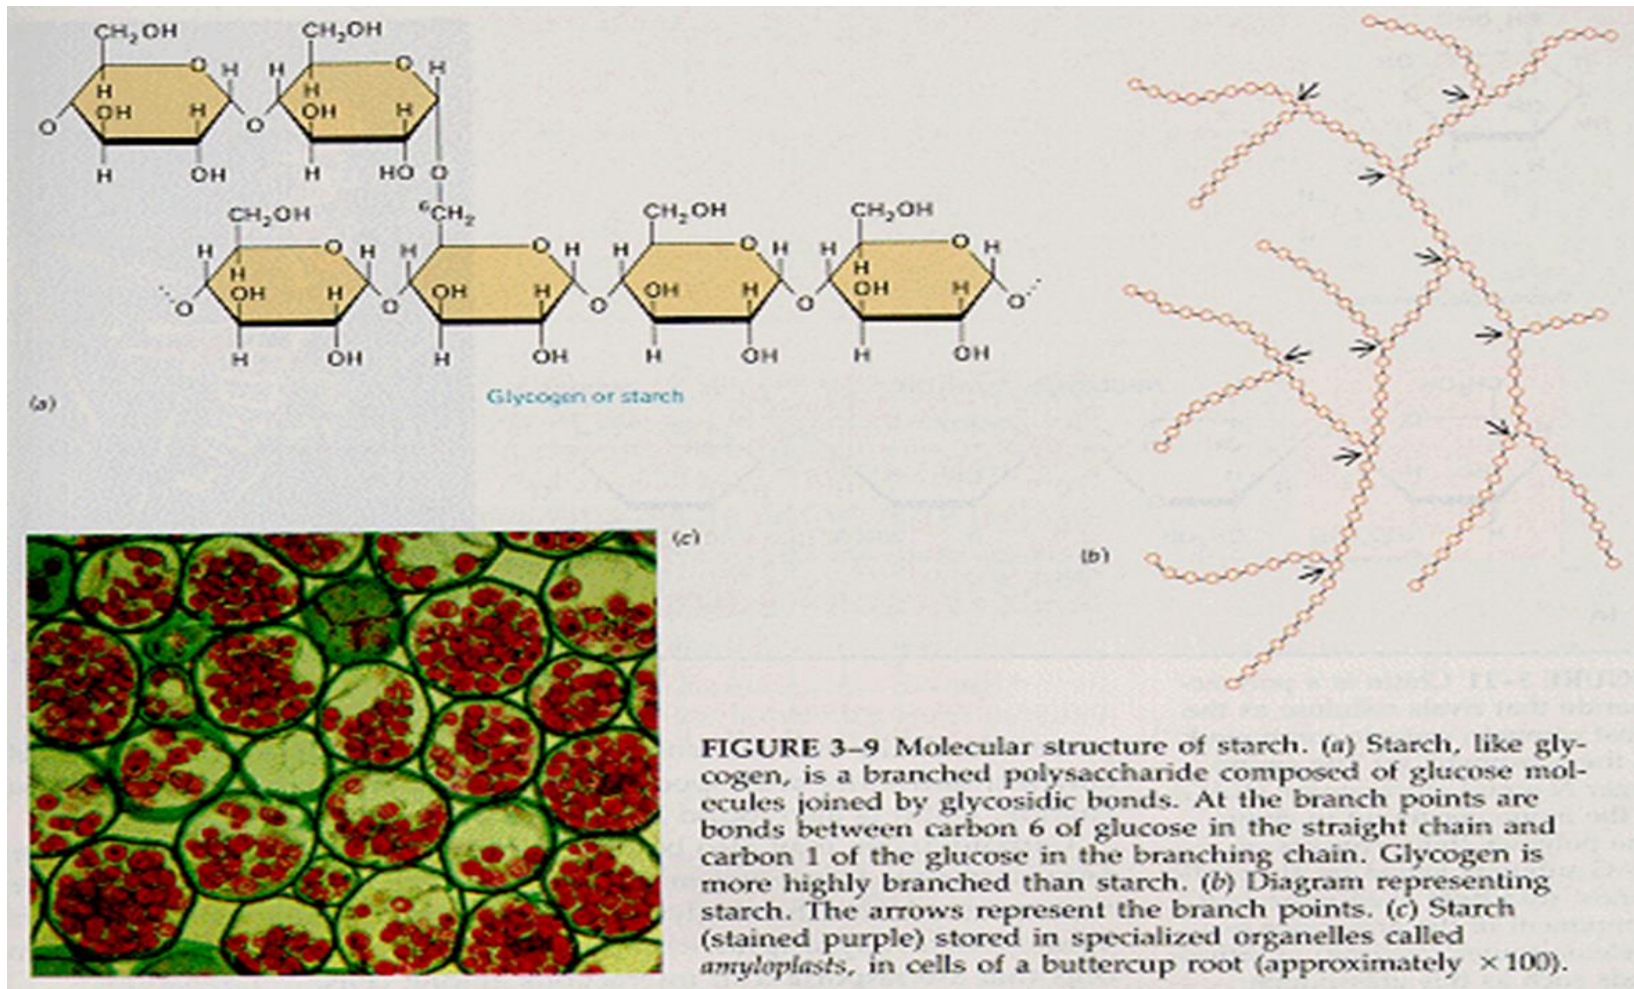 CH₂OH CH₂OH
O H H O H
H H
OH H OH H
O O
H OH H HO O
⁶CH₂
CH₂OH CH₂OH CH₂OH
H O H H O H H O H H O H
H H
OH H OH H OH H OH H
O O O O O
H OH H OH H OH H OH
(a)
Glycogen or starch
(c)
(b)
FIGURE 3–9 Molecular structure of starch. (a) Starch, like gly-
cogen, is a branched polysaccharide composed of glucose mol-
ecules joined by glycosidic bonds. At the branch points are
bonds between carbon 6 of glucose in the straight chain and
carbon 1 of the glucose in the branching chain. Glycogen is
more highly branched than starch. (b) Diagram representing
starch. The arrows represent the branch points. (c) Starch
(stained purple) stored in specialized organelles called
amyloplasts, in cells of a buttercup root (approximately ×100).